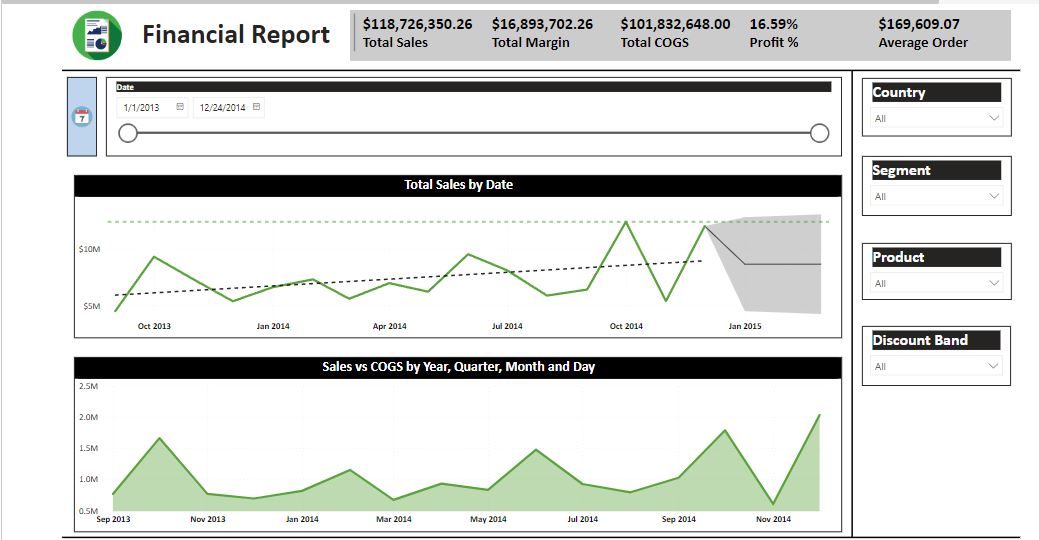 Financial Report
$118,726,350.26 $16,893,702.26 $101,832,648.00 16.59% $169,609.07
Total Sales Total Margin Total COGS Profit % Average Order
7
Date
1/1/2013 12/24/2014
Country
All
Segment
All
Product
All
Discount Band
All
Total Sales by Date
$10M
$5M
Oct 2013 Jan 2014 Apr 2014 Jul 2014 Oct 2014 Jan 2015
Sales vs COGS by Year, Quarter, Month and Day
2.5M
2.0M
1.5M
1.0M
0.5M
Sep 2013 Nov 2013 Jan 2014 Mar 2014 May 2014 Jul 2014 Sep 2014 Nov 2014